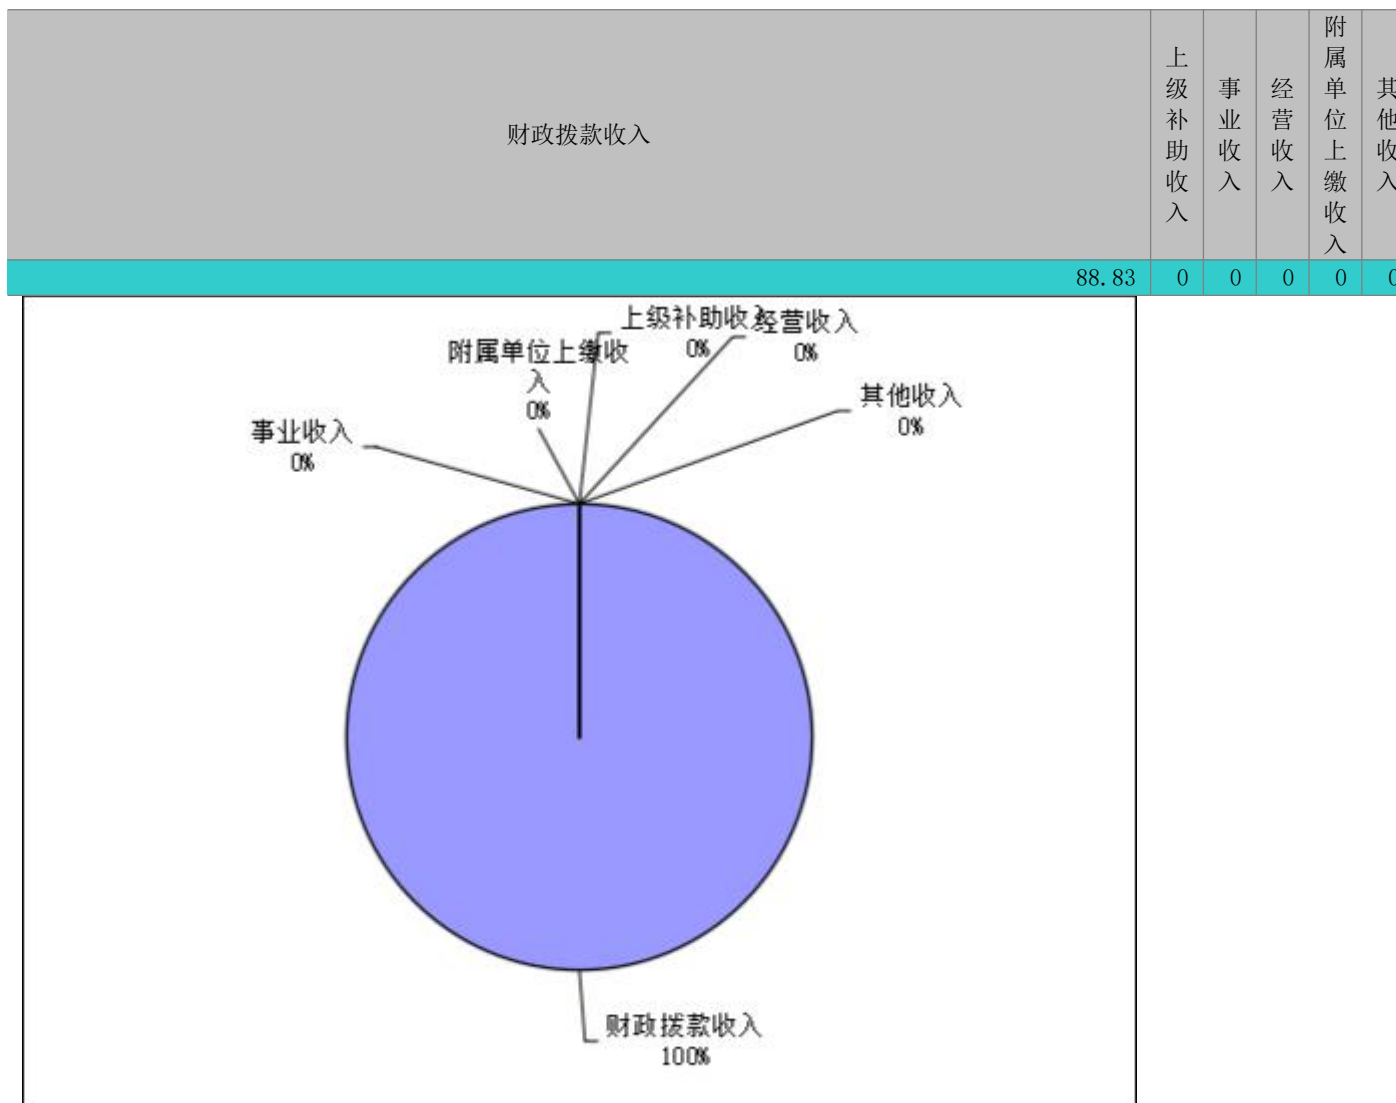 财政拨款收入
上级补助收入
事业收入
经营收入
附属单位上缴收入
其他收入
88.83 0 0 0 0 0
上级补助收入
0%
经营收入
0%
附属单位上缴收
入
0%
其他收入
0%
事业收入
0%
财政拨款收入
100%